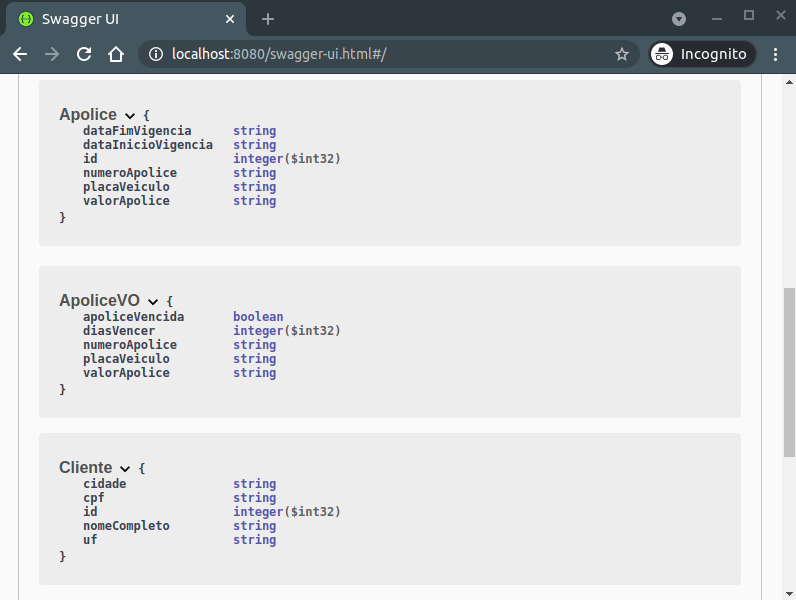 Swagger UI
localhost:8080/swagger-ui.html#/
Incognito
Apolice {
dataFimVigencia string
dataInicioVigencia string
id integer($int32)
numeroApolice string
placaVeiculo string
valorApolice string
}
ApoliceVO {
apoliceVencida boolean
diasVencer integer($int32)
numeroApolice string
placaVeiculo string
valorApolice string
}
Cliente {
cidade string
cpf string
id integer($int32)
nomeCompleto string
uf string
}